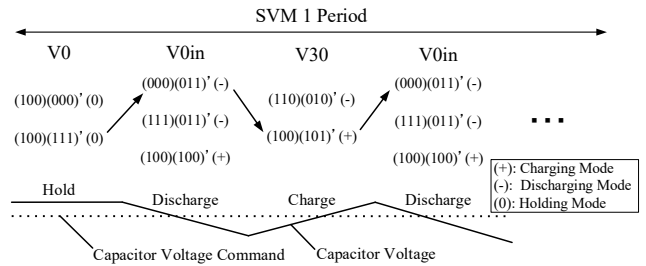 SVM 1 Period
V0 V0in V30 V0in
(000)(011)’(-) (000)(011)’(-)
(100)(000)’(0) (110)(010)’(-)
(111)(011)’(-) (111)(011)’(-)
(100)(111)’(0) (100)(101)’(+)
(100)(100)’(+) (100)(100)’(+)
...
(+): Charging Mode
(-): Discharging Mode
(0): Holding Mode
Hold Discharge Charge Discharge
Capacitor Voltage Command Capacitor Voltage